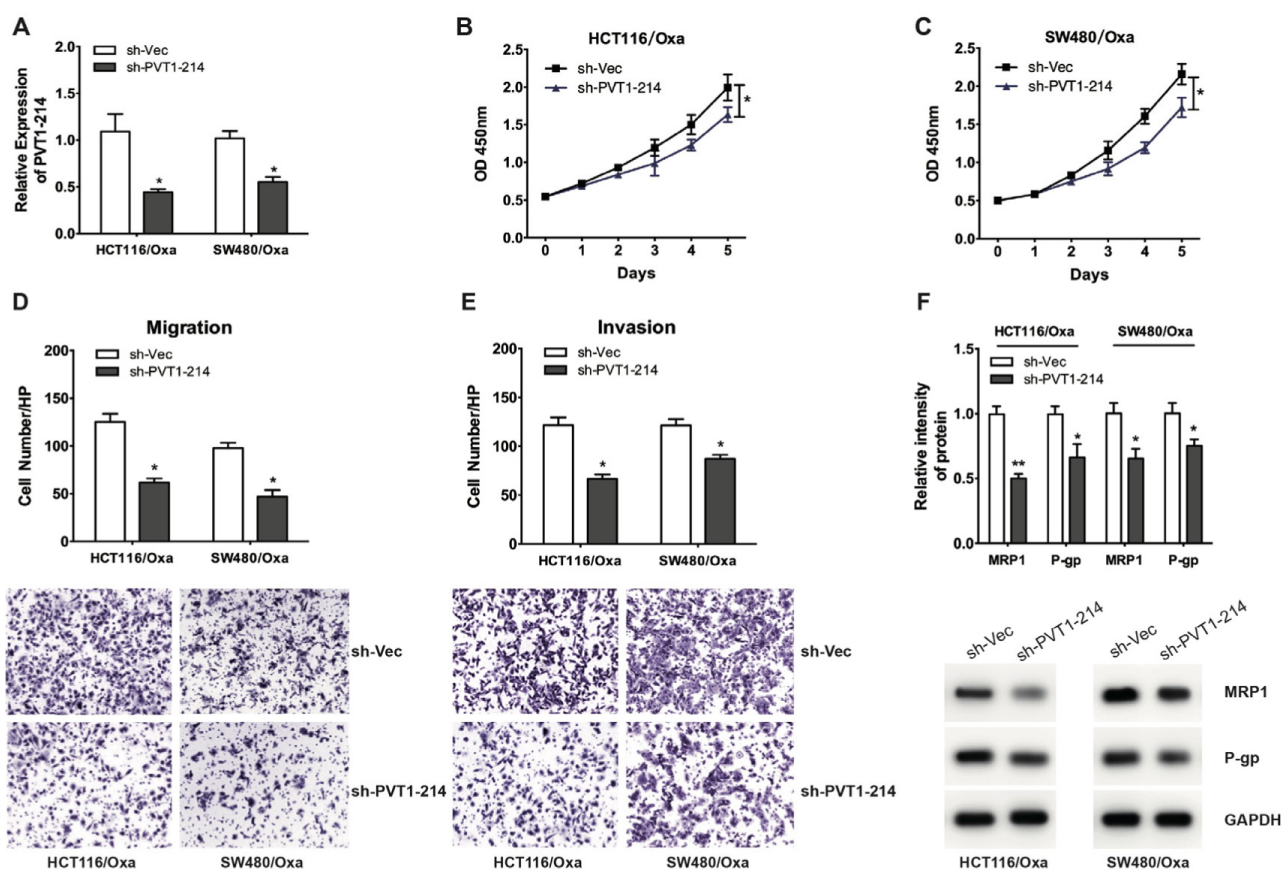 A
sh-Vec
sh-PVT1-214
Relative Expression
of PVT1-214
2.0
1.5
1.0
0.5
0.0
*
*
HCT116/Oxa
SW480/Oxa
B
HCT116/Oxa
sh-Vec
sh-PVT1-214
OD 450nm
2.5
2.0
1.5
1.0
0.5
0.0
*
0 1 2 3 4 5
Days
C
SW480/Oxa
sh-Vec
sh-PVT1-214
OD 450nm
2.5
2.0
1.5
1.0
0.5
0.0
*
0 1 2 3 4 5
Days
D
Migration
sh-Vec
sh-PVT1-214
Cell Number/HP
200
150
100
50
0
*
*
HCT116/Oxa
SW480/Oxa
sh-Vec
sh-PVT1-214
HCT116/Oxa
SW480/Oxa
E
Invasion
sh-Vec
sh-PVT1-214
Cell Number/HP
200
150
100
50
0
*
*
HCT116/Oxa
SW480/Oxa
sh-Vec
sh-PVT1-214
HCT116/Oxa
SW480/Oxa
F
HCT116/Oxa
SW480/Oxa
sh-Vec
sh-PVT1-214
Relative intensity
of protein
1.5
1.0
0.5
0.0
**
*
*
*
MRP1
P-gp
MRP1
P-gp
sh-Vec
sh-PVT1-214
sh-Vec
sh-PVT1-214
MRP1
P-gp
GAPDH
HCT116/Oxa
SW480/Oxa